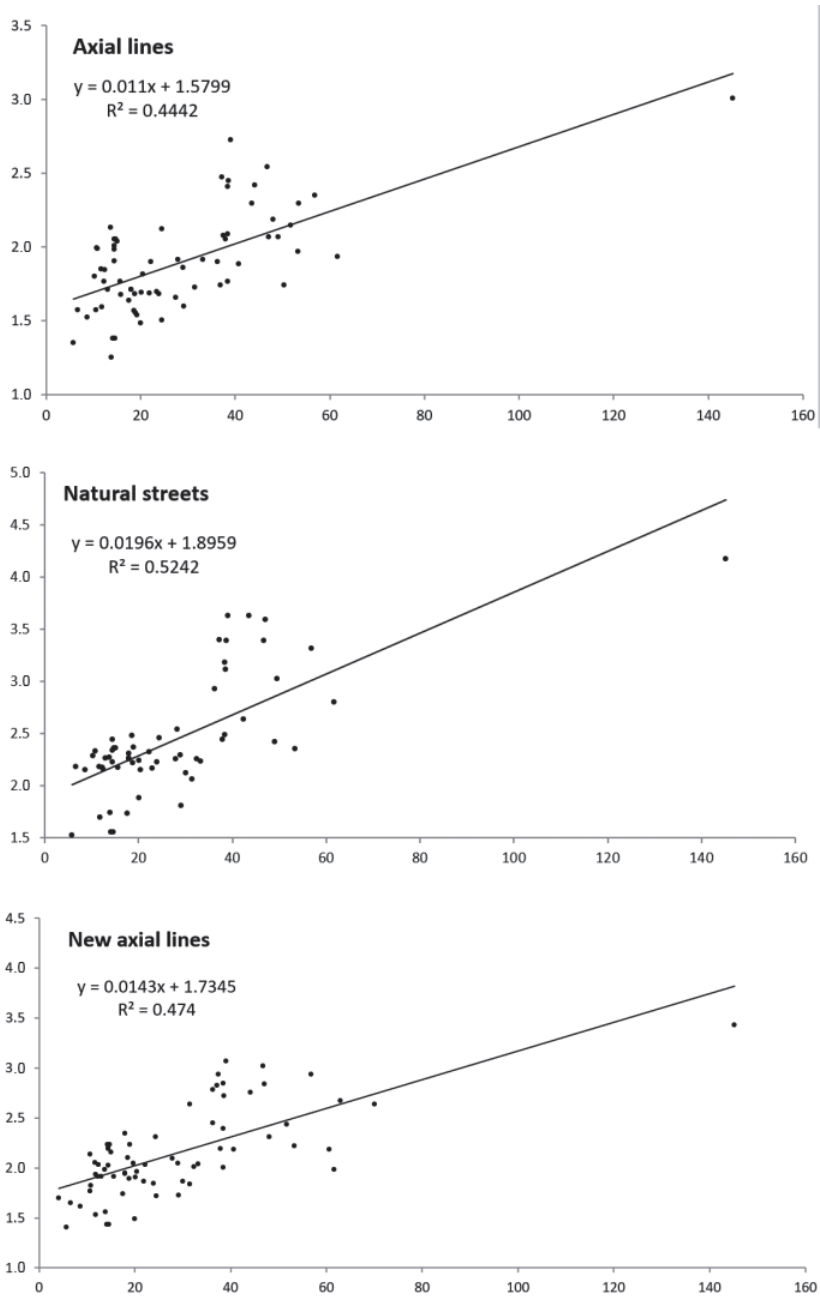 Axial lines
y = 0.011x + 1.5799
R² = 0.4442
3.5
3.0
2.5
2.0
1.5
1.0
0 20 40 60 80 100 120 140 160
Natural streets
y = 0.0196x + 1.8959
R² = 0.5242
5.0
4.5
4.0
3.5
3.0
2.5
2.0
1.5
0 20 40 60 80 100 120 140 160
New axial lines
y = 0.0143x + 1.7345
R² = 0.474
4.5
4.0
3.5
3.0
2.5
2.0
1.5
1.0
0 20 40 60 80 100 120 140 160